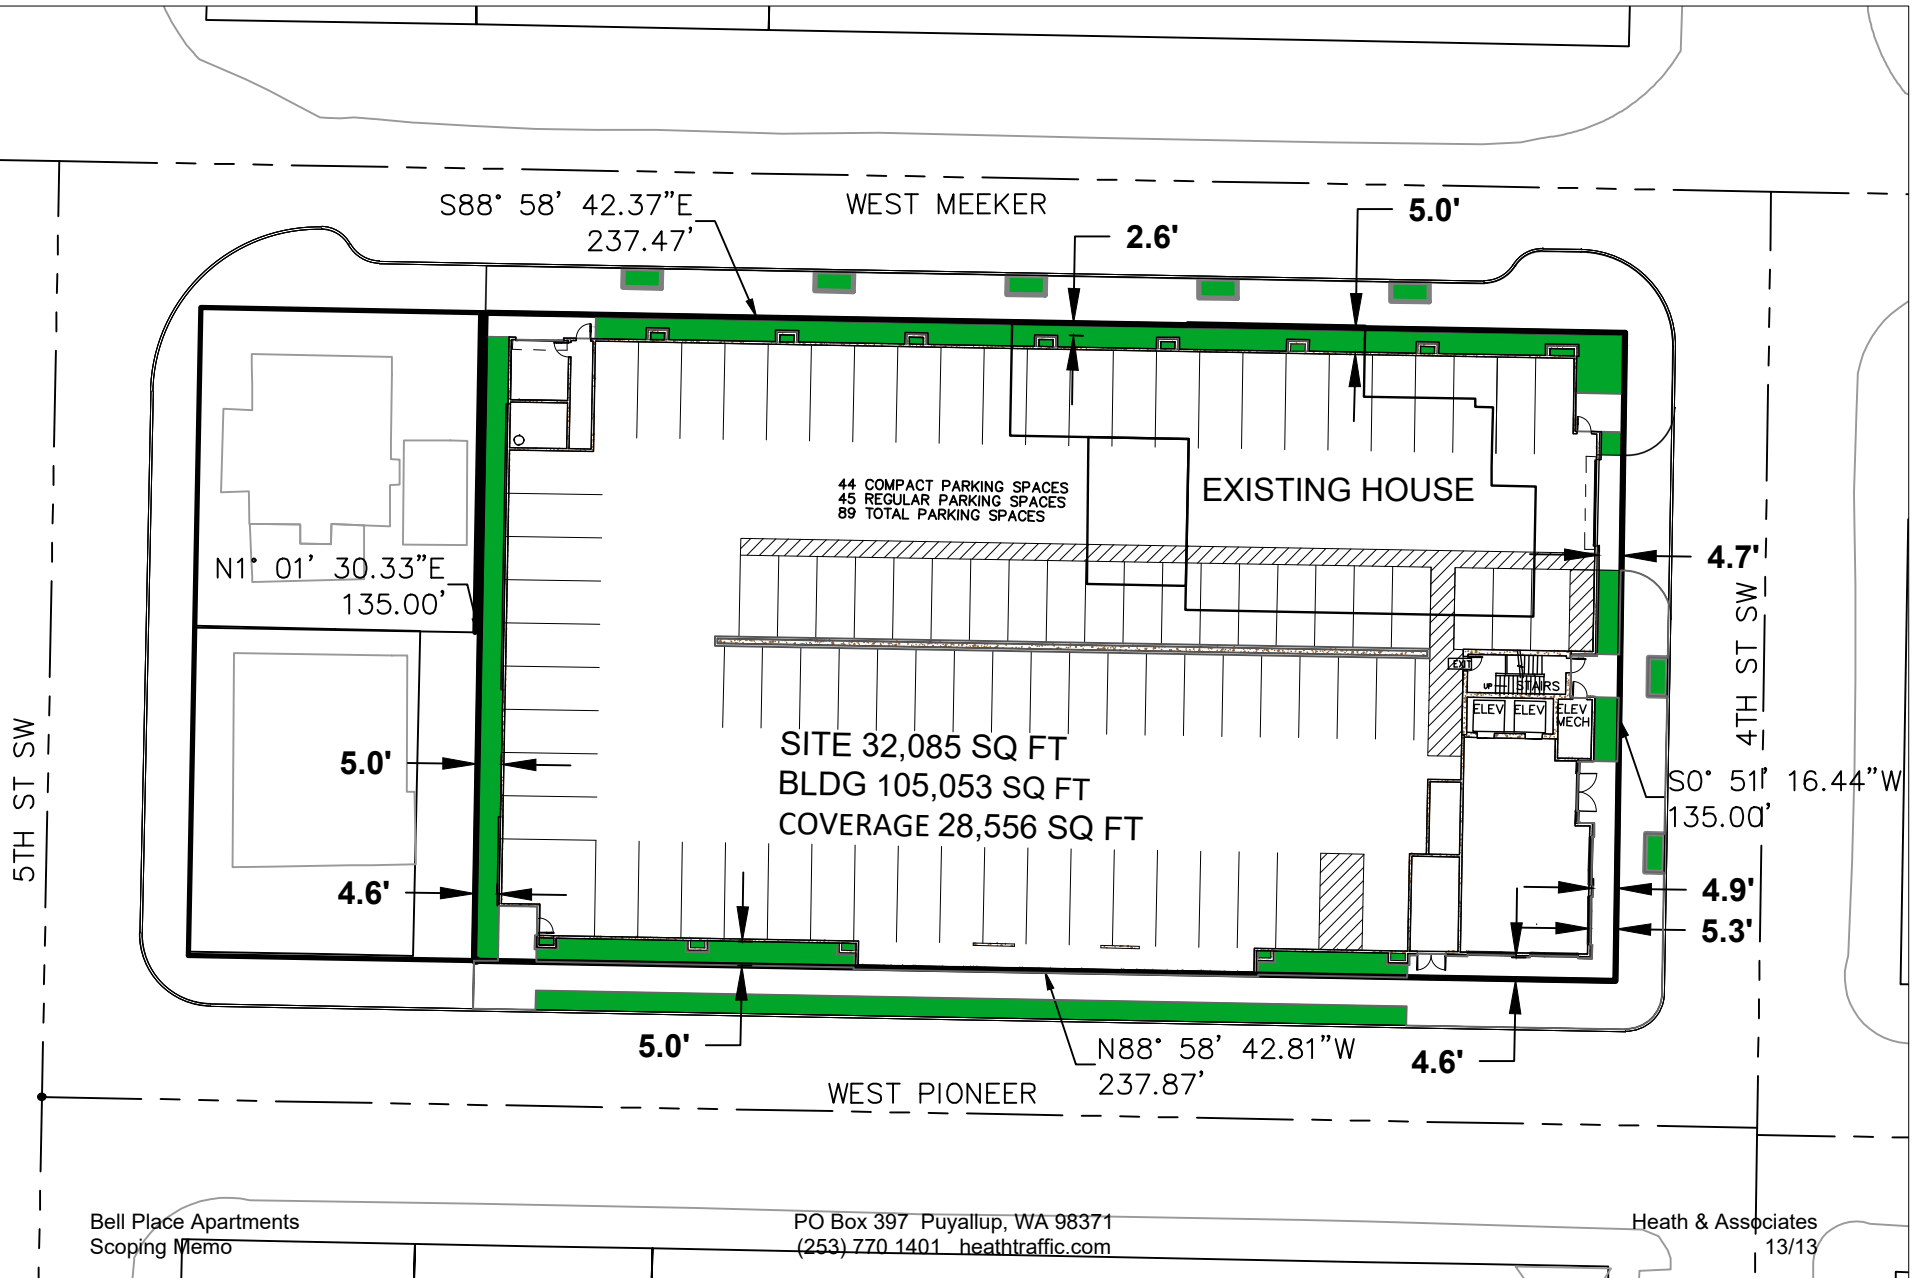 S88° 58' 42.37"E
237.47'
WEST MEEKER
2.6'
5.0'
44 COMPACT PARKING SPACES
45 REGULAR PARKING SPACES
89 TOTAL PARKING SPACES
EXISTING HOUSE
N1° 01' 30.33"E
135.00'
4.7'
4TH ST SW
5TH ST SW
EXIT
UP
STAIRS
ELEV
ELEV
ELEV
MECH
SITE 32,085 SQ FT
BLDG 105,053 SQ FT
COVERAGE 28,556 SQ FT
5.0'
S0° 51' 16.44"W
135.00'
4.6'
4.9'
5.3'
5.0'
N88° 58' 42.81"W
237.87'
4.6'
WEST PIONEER
Bell Place Apartments
Scoping Memo
PO Box 397 Puyallup, WA 98371
(253) 770 1401 heathtraffic.com
Heath & Associates
13/13